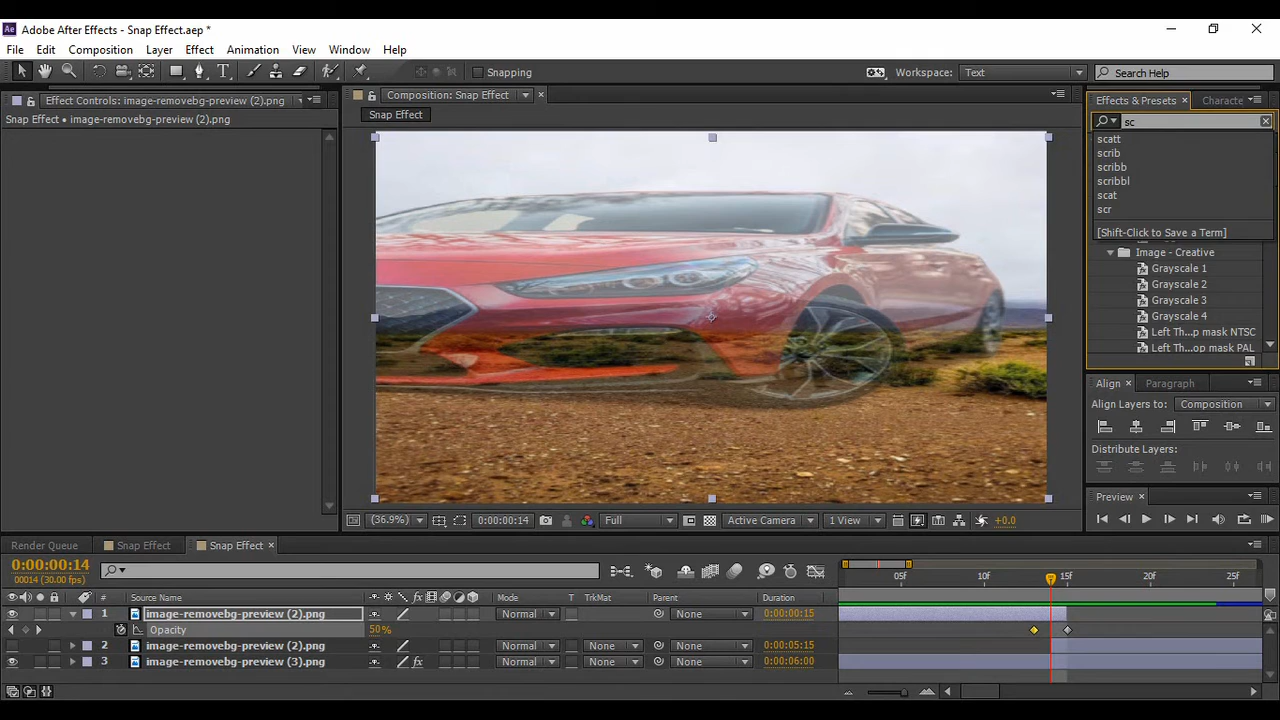 Adobe After Effects - Snap Effect.aep *
File Edit Composition Layer Effect Animation View Window Help
Snapping Workspace: Text Search Help
Effect Controls: image-removebg-preview (2).png
Snap Effect • image-removebg-preview (2).png
Composition: Snap Effect
Snap Effect
Effects & Presets
Characte
sc
scatt
scrib
scribb
scribbl
scat
scr
[Shift-Click to Save a Term]
Image - Creative
Grayscale 1
Grayscale 2
Grayscale 3
Grayscale 4
Left Th...p mask NTSC
Left Th...p mask PAL
Align Paragraph
Align Layers to: Composition
Distribute Layers:
Preview
(36.9%) 0:00:00:14 Full Active Camera 1 View +0.0
Render Queue Snap Effect Snap Effect
0:00:00:14
00014 (30.00 fps)
# Source Name Mode T TrkMat Parent Duration
05f 10f 15f 20f 25f
1 image-removebg-preview (2).png Normal None 0:00:00:15
Opacity 50%
2 image-removebg-preview (2).png Normal None None 0:00:05:15
3 image-removebg-preview (3).png Normal None None 0:00:06:00